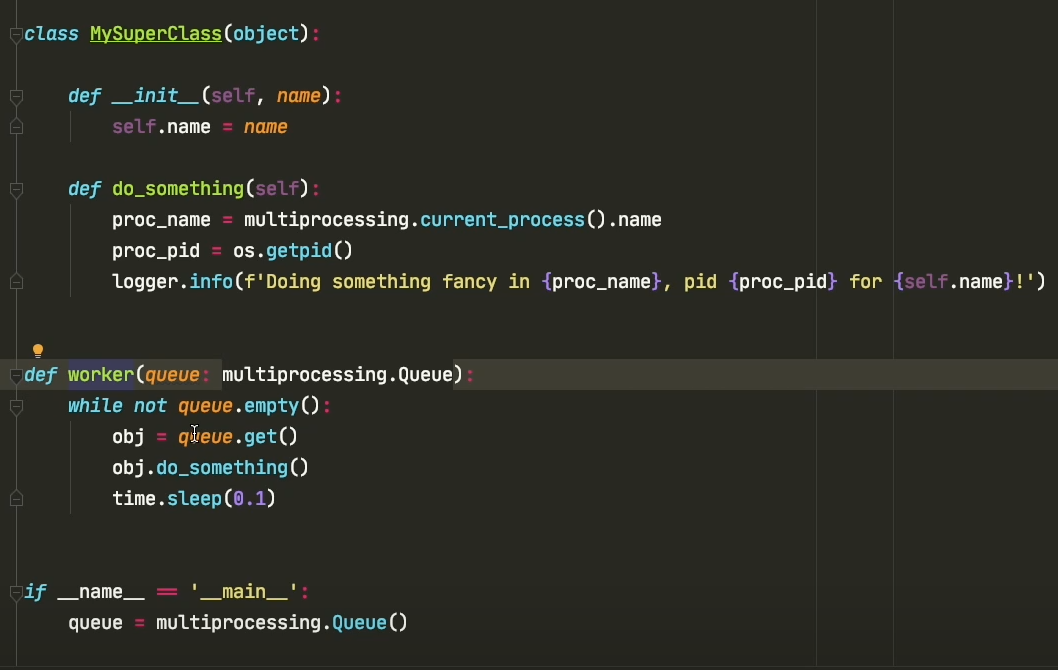 class MySuperClass(object):
def __init__(self, name):
self.name = name
def do_something(self):
proc_name = multiprocessing.current_process().name
proc_pid = os.getpid()
logger.info(f'Doing something fancy in {proc_name}, pid {proc_pid} for {self.name}!')
def worker(queue: multiprocessing.Queue):
while not queue.empty():
obj = queue.get()
obj.do_something()
time.sleep(0.1)
if __name__ == '__main__':
queue = multiprocessing.Queue()